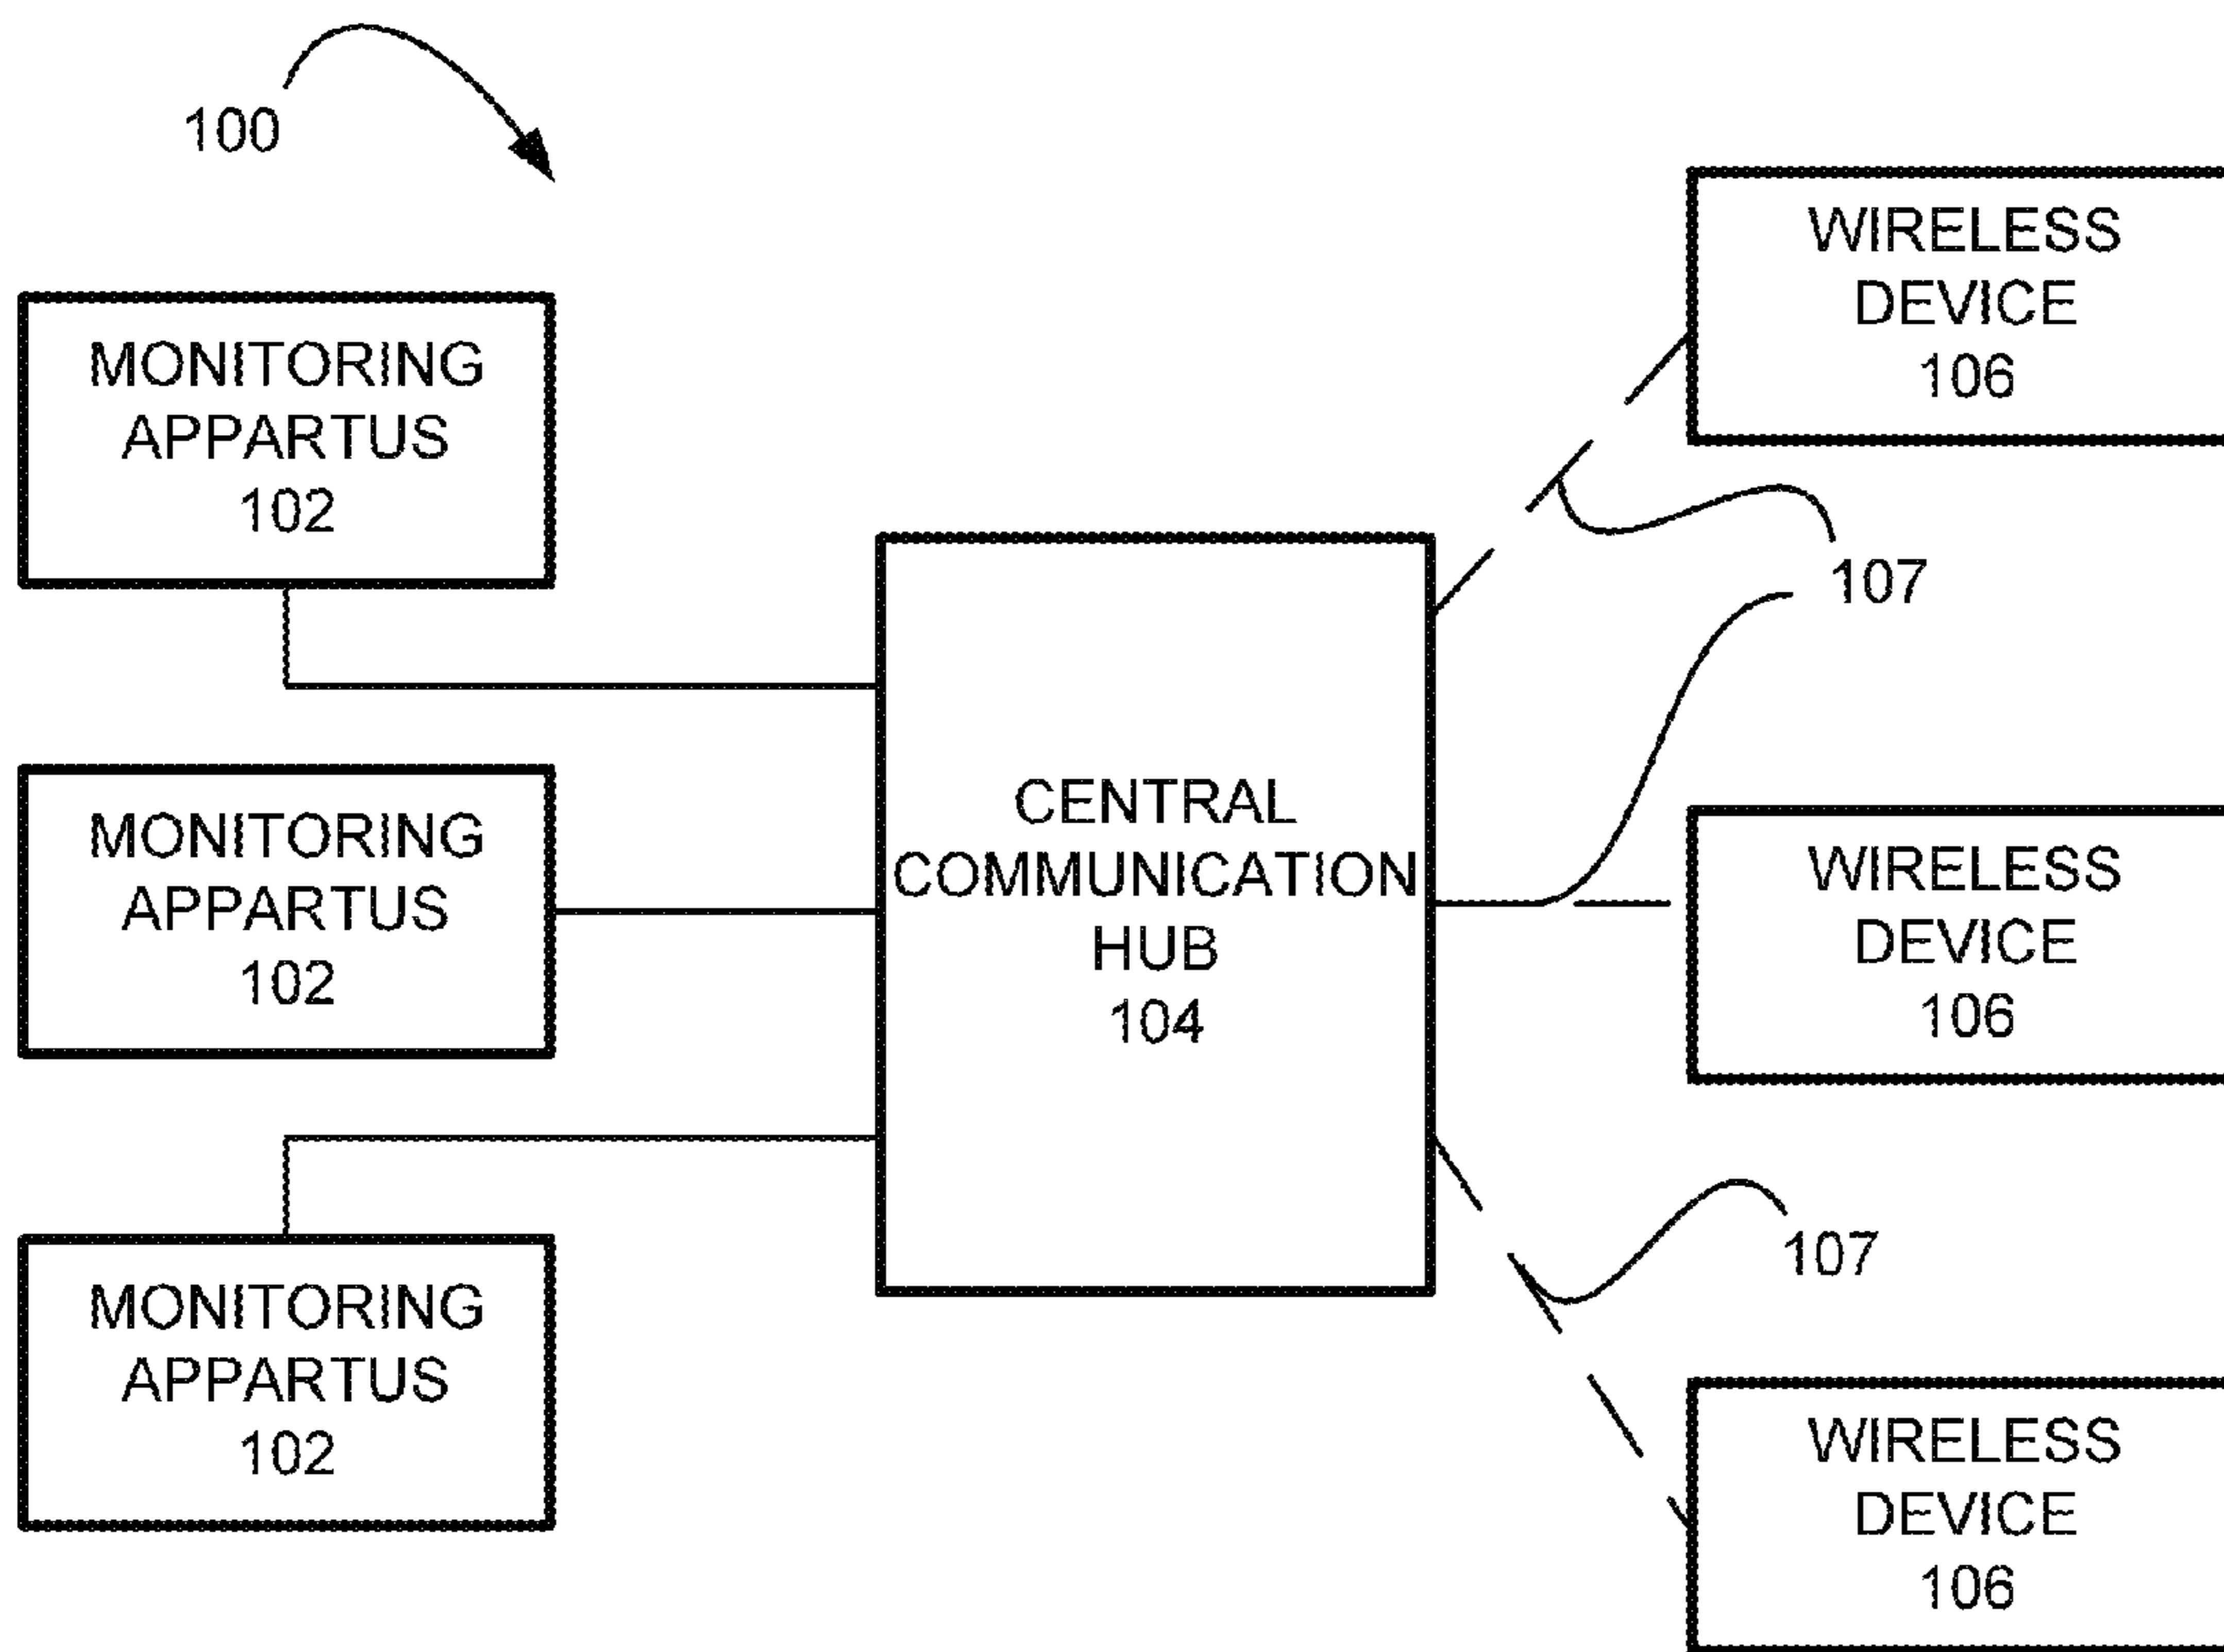 100
MONITORING
APPARTUS
102
MONITORING
APPARTUS
102
MONITORING
APPARTUS
102
CENTRAL
COMMUNICATION
HUB
104
WIRELESS
DEVICE
106
107
WIRELESS
DEVICE
106
107
WIRELESS
DEVICE
106